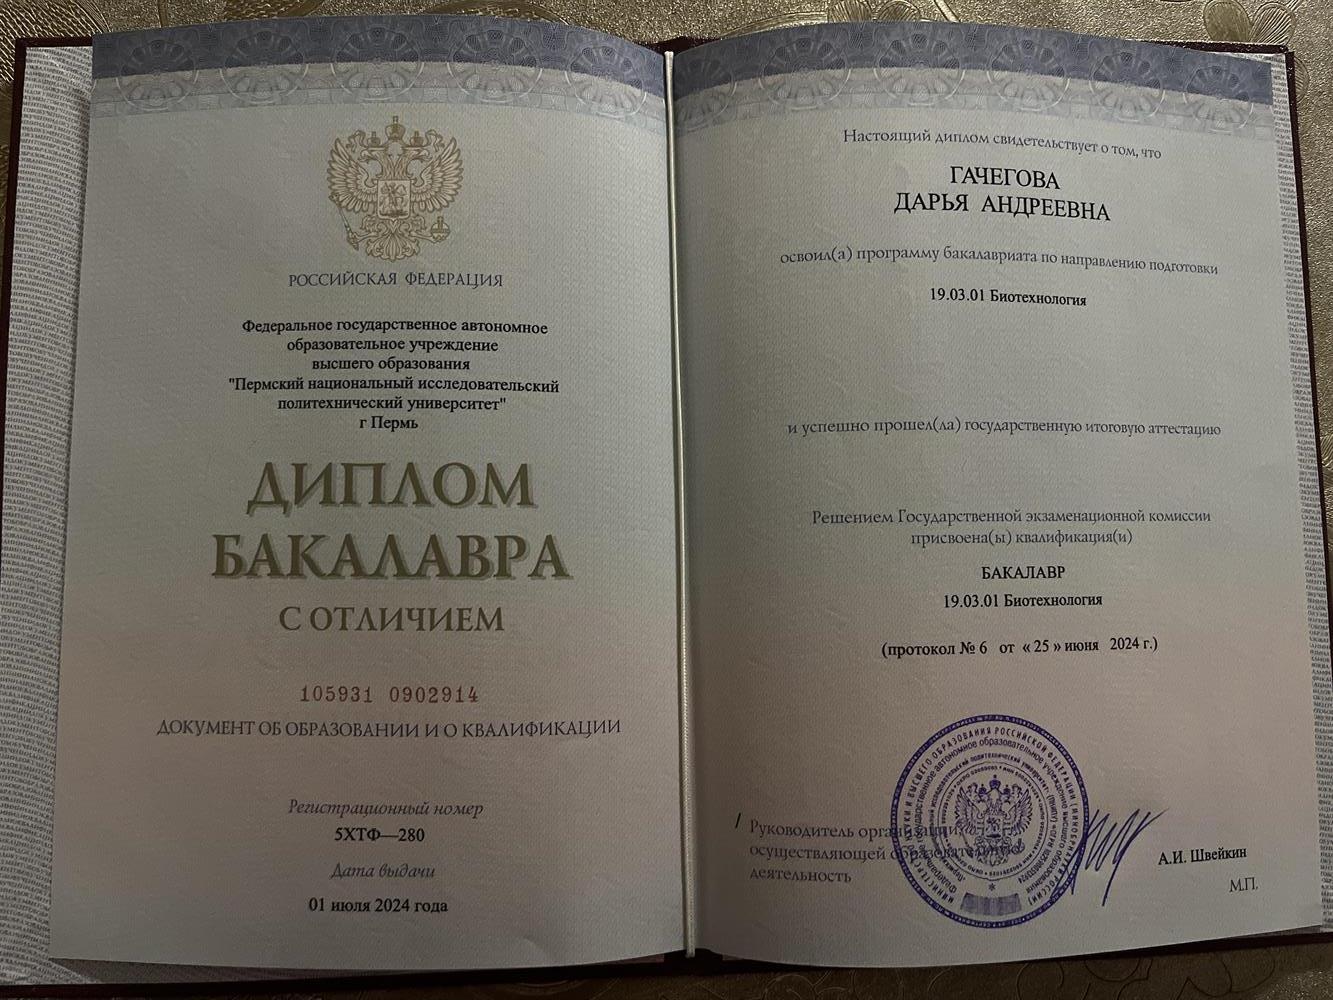 РОССИЙСКАЯ ФЕДЕРАЦИЯ
Федеральное государственное автономное
образовательное учреждение
высшего образования
"Пермский национальный исследовательский
политехнический университет"
г Пермь
ДИПЛОМ
БАКАЛАВРА
С ОТЛИЧИЕМ
105931 0902914
ДОКУМЕНТ ОБ ОБРАЗОВАНИИ И О КВАЛИФИКАЦИИ
Регистрационный номер
5ХТФ—280
Дата выдачи
01 июля 2024 года
Настоящий диплом свидетельствует о том, что
ГАЧЕГОВА
ДАРЬЯ АНДРЕЕВНА
освоил(а) программу бакалавриата по направлению подготовки
19.03.01 Биотехнология
и успешно прошел(ла) государственную итоговую аттестацию
Решением Государственной экзаменационной комиссии
присвоена(ы) квалификация(и)
БАКАЛАВР
19.03.01 Биотехнология
(протокол № 6 от « 25 » июня 2024 г.)
Руководитель организации,
осуществляющей образовательную
деятельность
А.И. Швейкин
М.П.